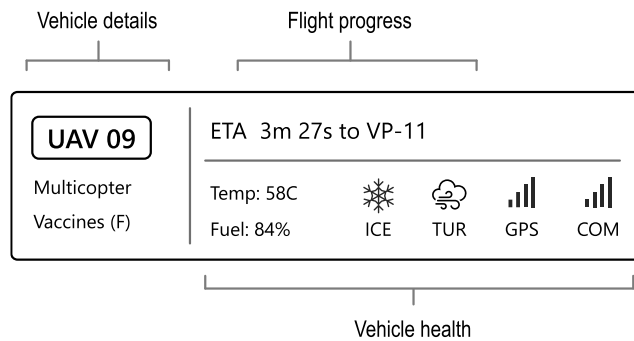 Vehicle details
Flight progress
UAV 09
Multicopter
Vaccines (F)
ETA 3m 27s to VP-11
Temp: 58C
Fuel: 84%
ICE
TUR
GPS
COM
Vehicle health